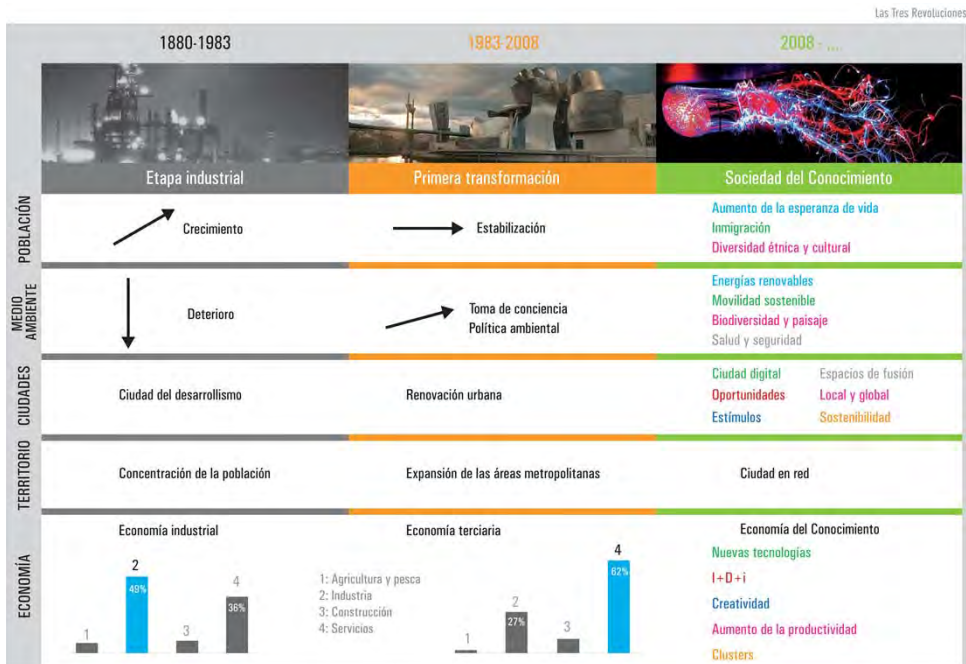 Las Tres Revoluciones
1880-1983
1983-2008
2008 - ....
Etapa industrial
Primera transformación
Sociedad del Conocimiento
POBLACIÓN
Crecimiento
Estabilización
Aumento de la esperanza de vida
Inmigración
Diversidad étnica y cultural
MEDIO
AMBIENTE
Deterioro
Toma de conciencia
Política ambiental
Energías renovables
Movilidad sostenible
Biodiversidad y paisaje
Salud y seguridad
CIUDADES
Ciudad del desarrollismo
Renovación urbana
Ciudad digital
Espacios de fusión
Oportunidades
Local y global
Estímulos
Sostenibilidad
TERRITORIO
Concentración de la población
Expansión de las áreas metropolitanas
Ciudad en red
ECONOMÍA
Economía industrial
1
2
49%
3
4
36%
1: Agricultura y pesca
2: Industria
3: Construcción
4: Servicios
Economía terciaria
1
2
27%
3
4
62%
Economía del Conocimiento
Nuevas tecnologías
I+D+i
Creatividad
Aumento de la productividad
Clusters